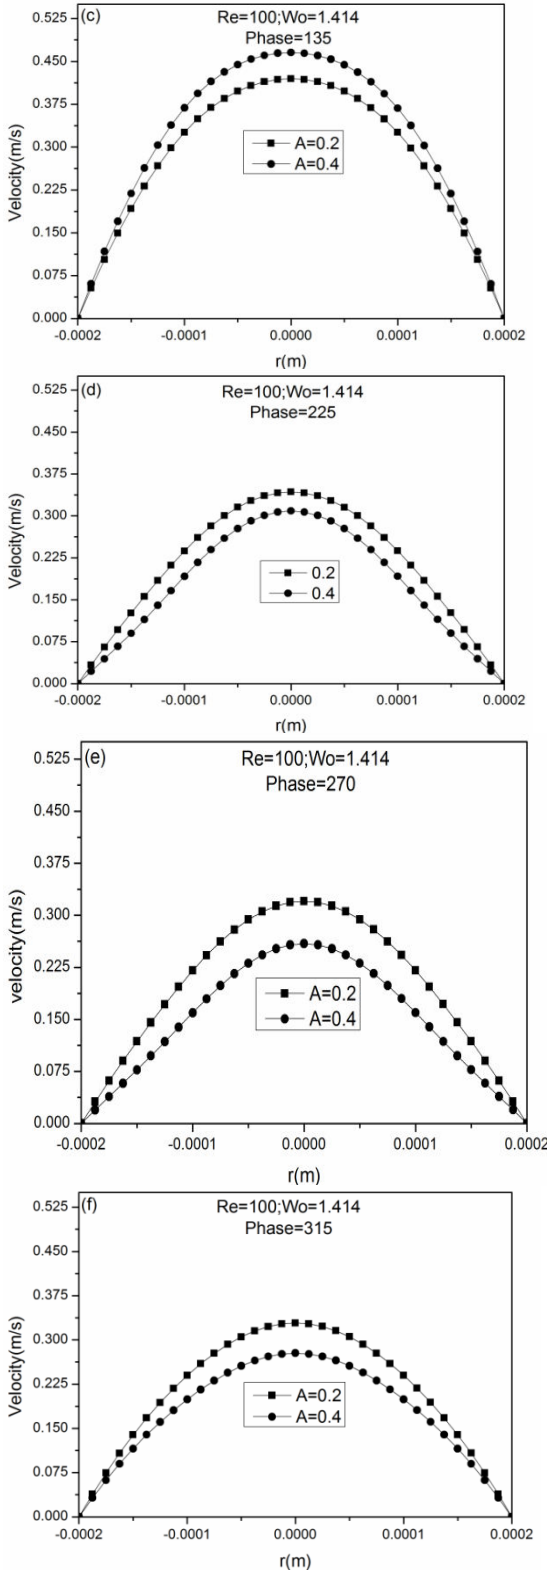 (c)
Re=100;Wo=1.414
Phase=135
0.525
0.450
0.375
0.300
0.225
0.150
0.075
0.000
Velocity(m/s)
A=0.2
A=0.4
-0.0002 -0.0001 0.0000 0.0001 0.0002
r(m)
(d)
Re=100;Wo=1.414
Phase=225
0.525
0.450
0.375
0.300
0.225
0.150
0.075
0.000
Velocity(m/s)
0.2
0.4
-0.0002 -0.0001 0.0000 0.0001 0.0002
r(m)
(e)
Re=100;Wo=1.414
Phase=270
0.525
0.450
0.375
0.300
0.225
0.150
0.075
0.000
velocity(m/s)
A=0.2
A=0.4
-0.0002 -0.0001 0.0000 0.0001 0.0002
r(m)
(f)
Re=100;Wo=1.414
Phase=315
0.525
0.450
0.375
0.300
0.225
0.150
0.075
0.000
Velocity(m/s)
A=0.2
A=0.4
-0.0002 -0.0001 0.0000 0.0001 0.0002
r(m)